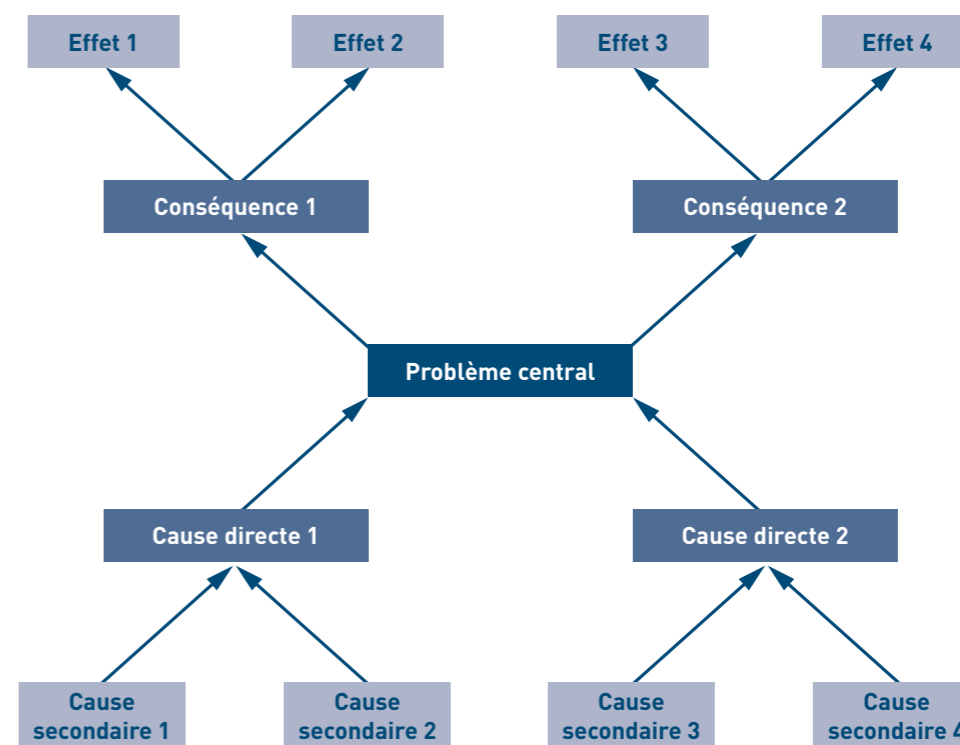 Effet 1
Effet 2
Effet 3
Effet 4
Conséquence 1
Conséquence 2
Problème central
Cause directe 1
Cause directe 2
Cause
secondaire 1
Cause
secondaire 2
Cause
secondaire 3
Cause
secondaire 4